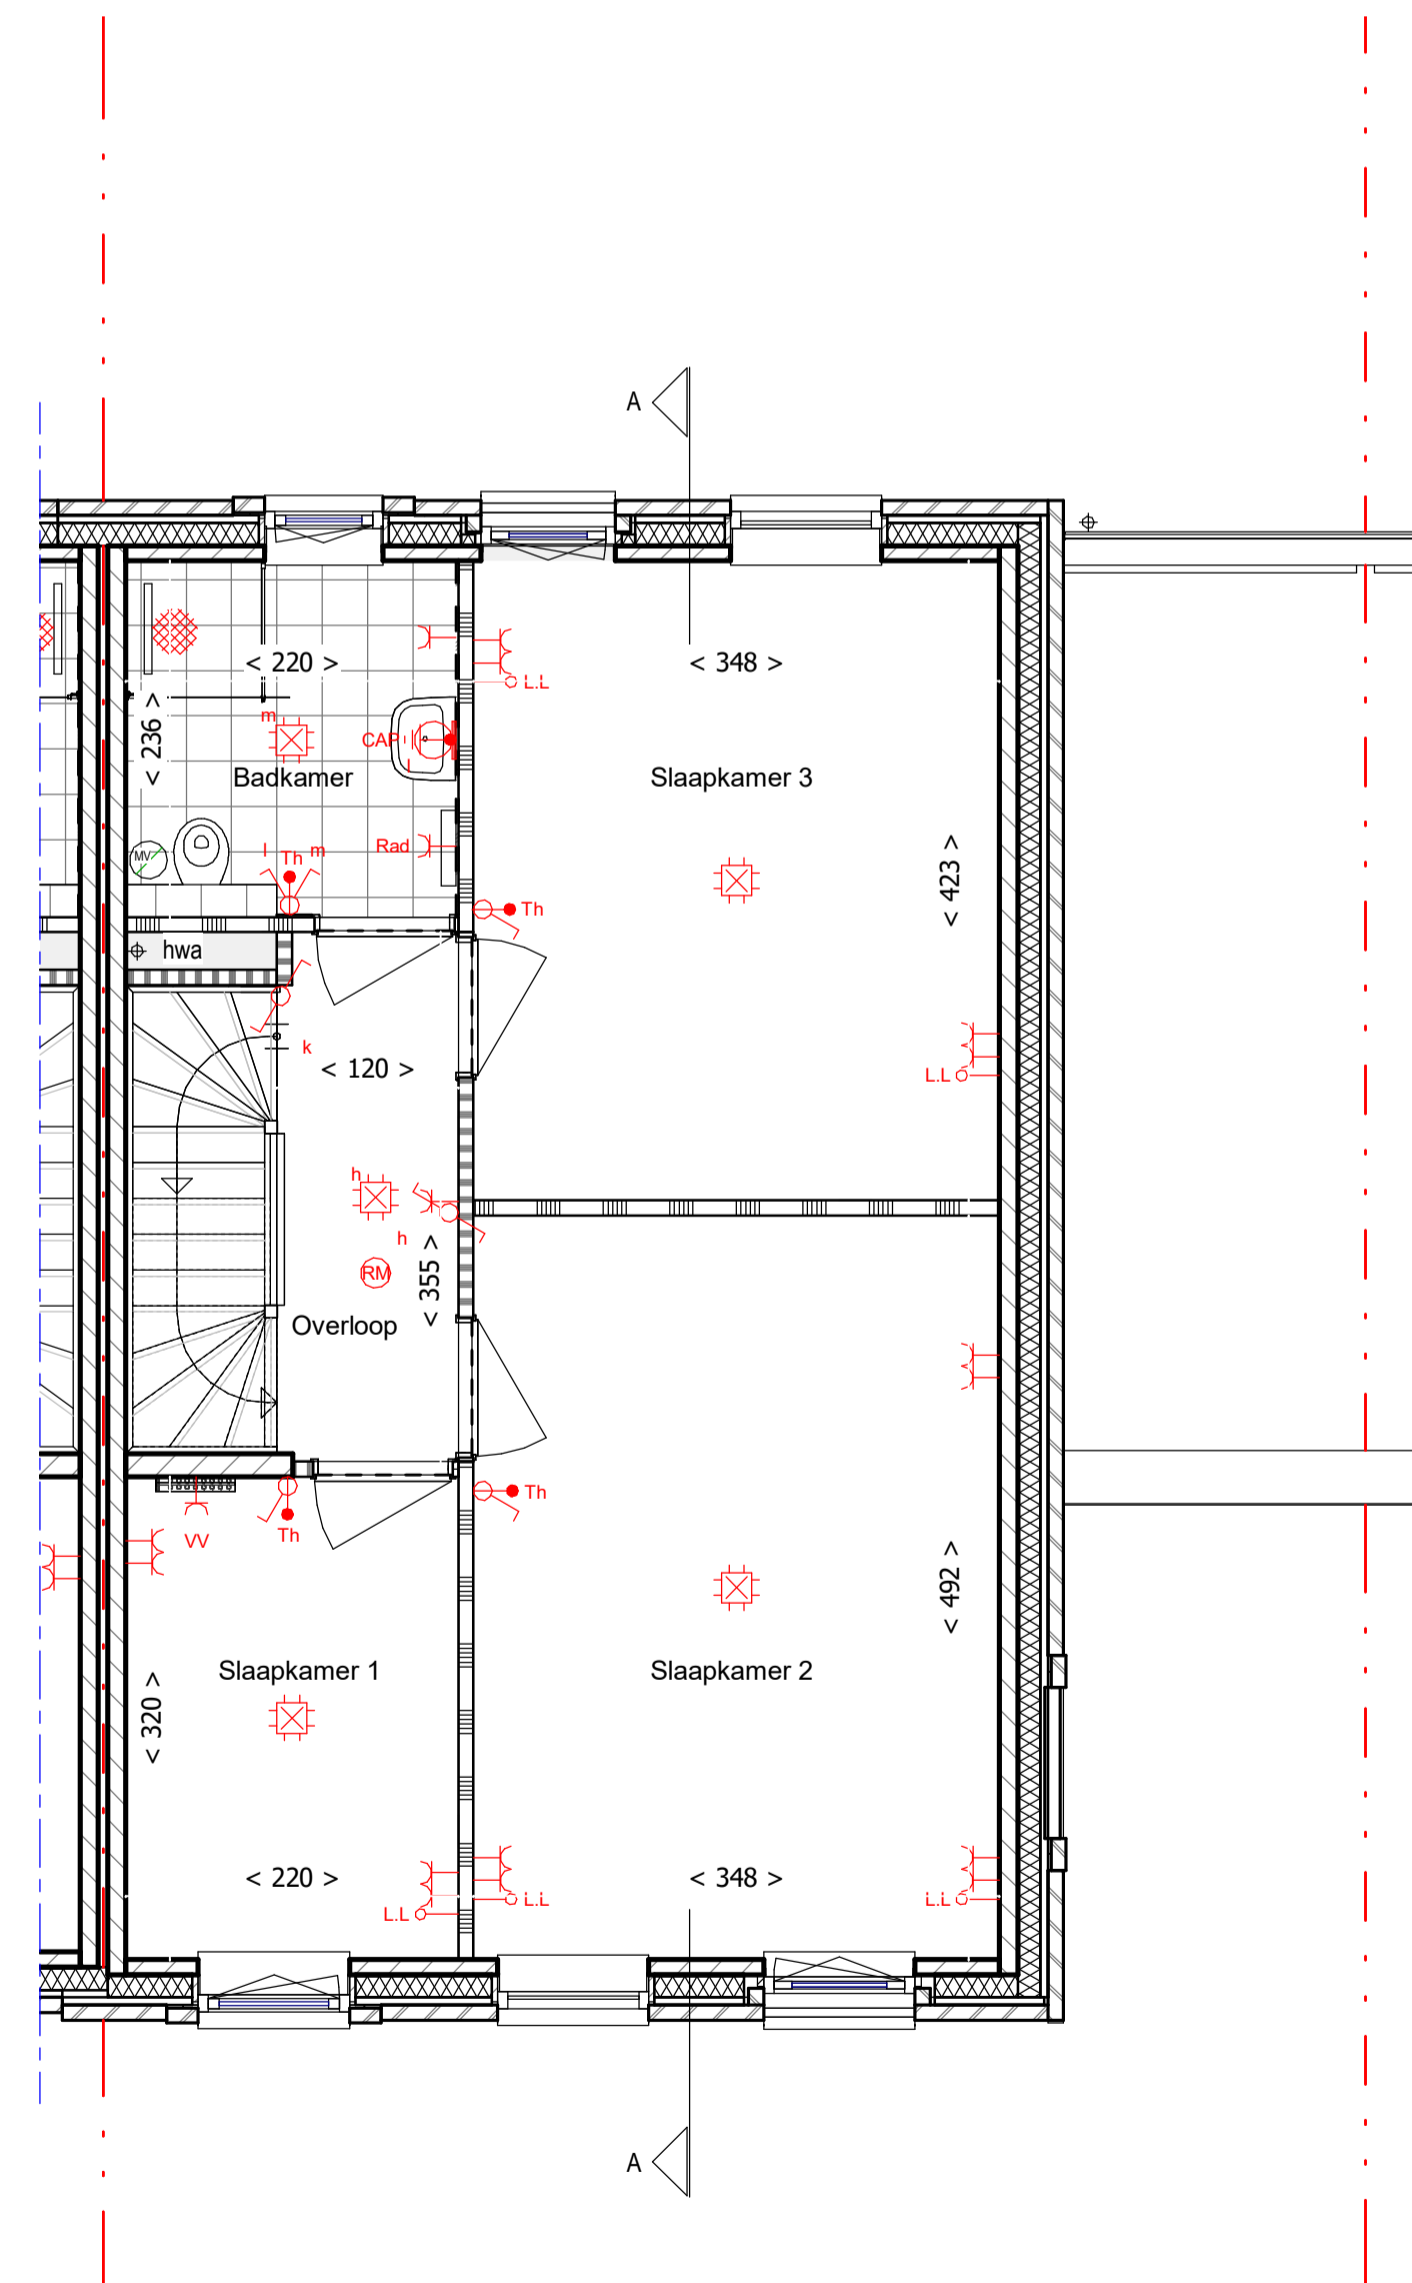 A
< 220 >
< 348 >
L.L
< 236 >
m
CAP
Badkamer
Slaapkamer 3
MV
l
Th
m
Rad
< 423 >
Th
hwa
k
< 120 >
L.L
h
h
RM
< 355 >
Overloop
Th
VV
Th
< 492 >
Slaapkamer 1
Slaapkamer 2
< 320 >
< 220 >
< 348 >
L.L
L.L
L.L
A